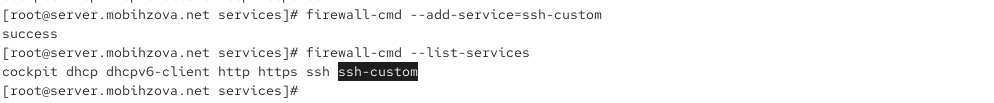 [root@server.mobihzova.net services]# firewall-cmd --add-service=ssh-custom
success
[root@server.mobihzova.net services]# firewall-cmd --list-services
cockpit dhcp dhcpv6-client http https ssh ssh-custom
[root@server.mobihzova.net services]#